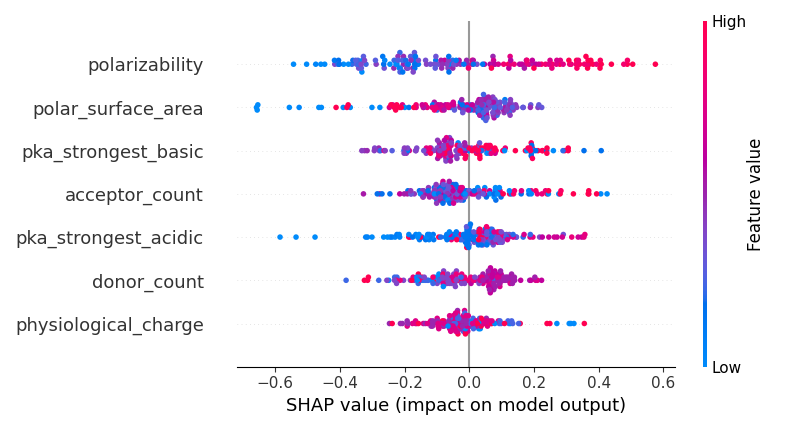 High
polarizability
polar_surface_area
pka_strongest_basic
acceptor_count
pka_strongest_acidic
donor_count
physiological_charge
Feature value
Low
−0.6 −0.4 −0.2 0.0 0.2 0.4 0.6
SHAP value (impact on model output)